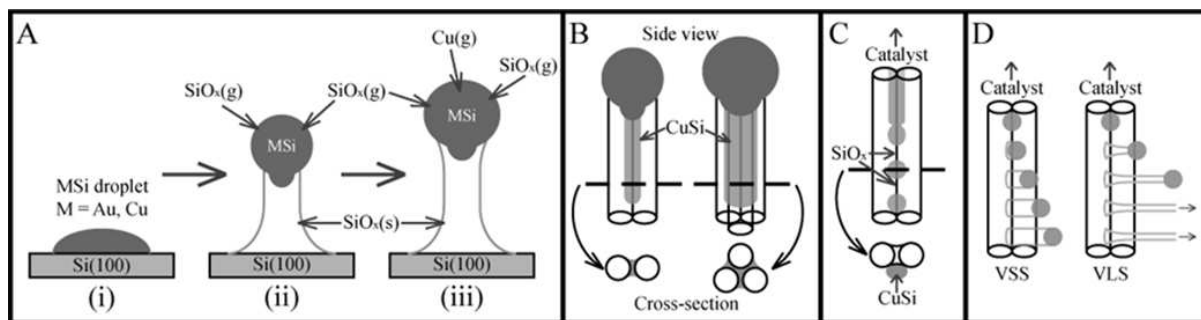 A
MSi droplet
M = Au, Cu
Si(100)
(i)
SiOₓ(g)
MSi
SiOₓ(s)
Si(100)
(ii)
Cu(g)
SiOₓ(g)
SiOₓ(g)
MSi
Si(100)
(iii)
B
Side view
CuSi
Cross-section
C
Catalyst
SiOₓ
CuSi
D
Catalyst
Catalyst
VSS
VLS